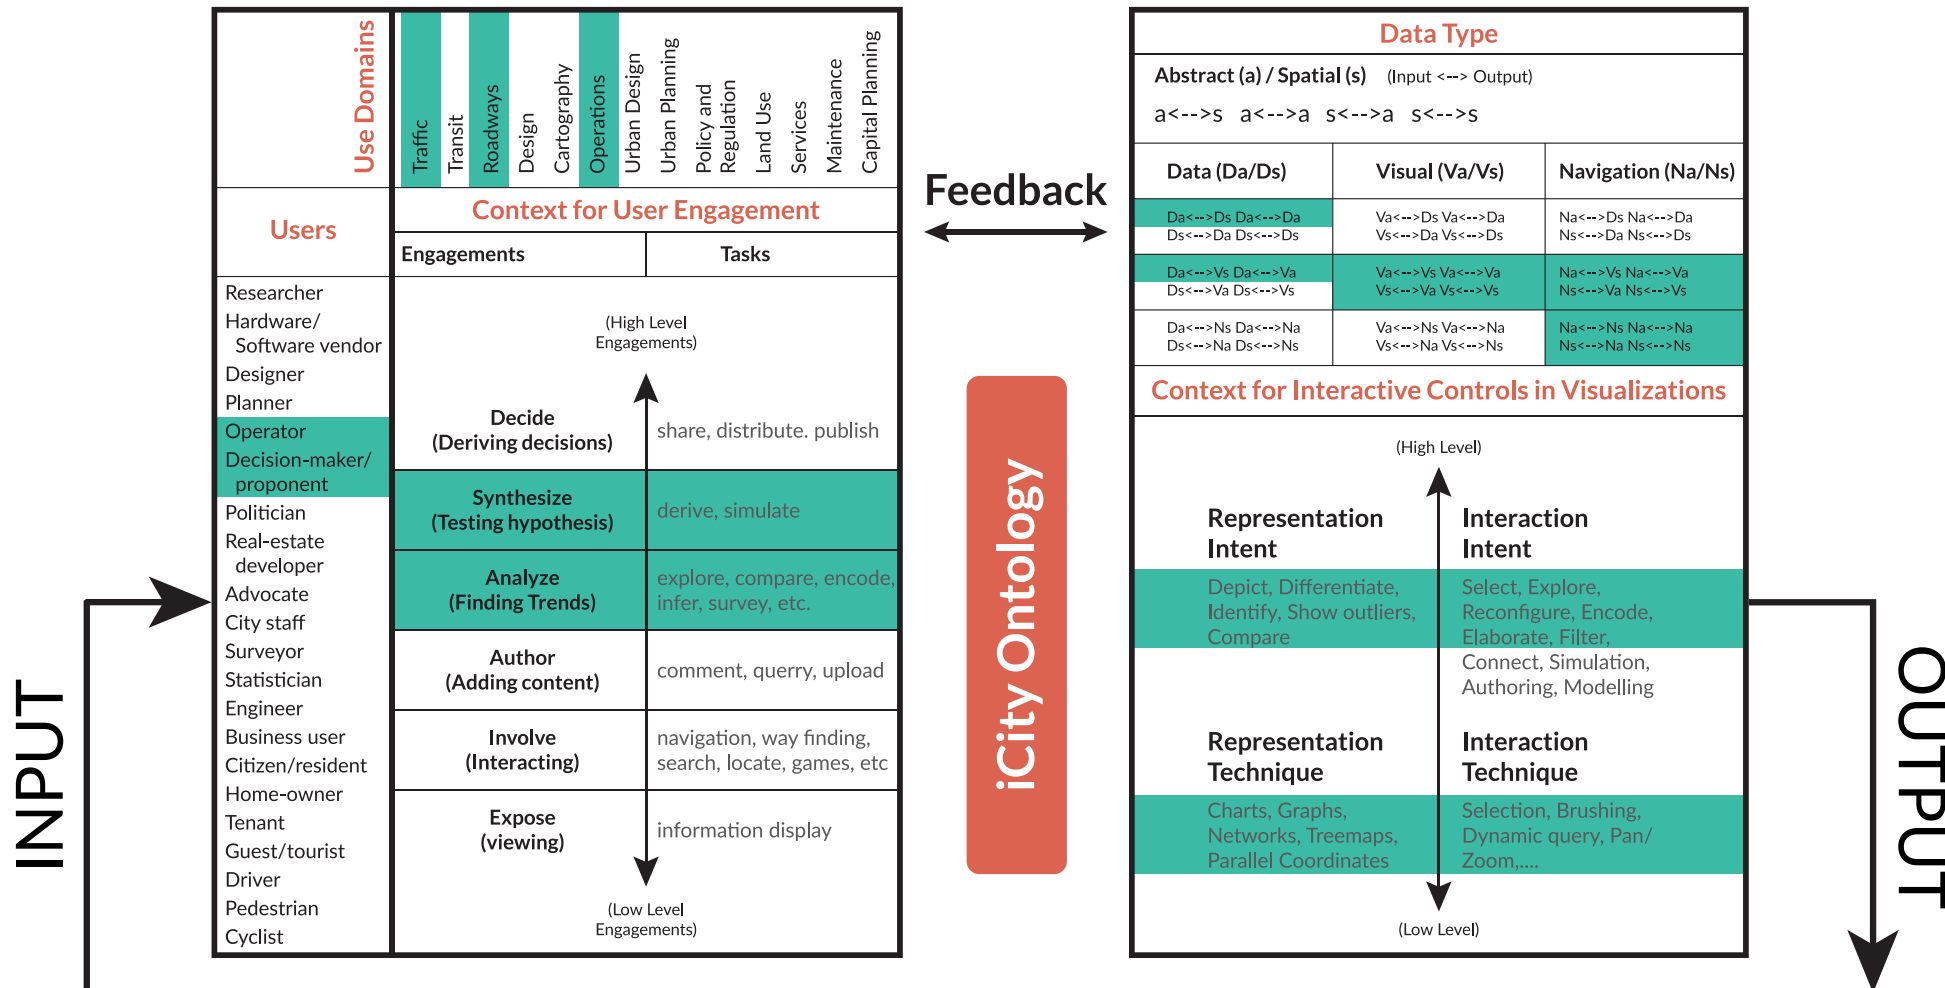 Use Domains
Traffic
Transit
Roadways
Design
Cartography
Operations
Urban Design
Urban Planning
Policy and
Regulation
Land Use
Services
Maintenance
Capital Planning
Users
Context for User Engagement
Engagements
Tasks
Researcher
Hardware/
Software vendor
Designer
Planner
Operator
Decision-maker/
proponent
Politician
Real-estate
developer
Advocate
City staff
Surveyor
Statistician
Engineer
Business user
Citizen/resident
Home-owner
Tenant
Guest/tourist
Driver
Pedestrian
Cyclist
(High Level
Engagements)
Decide
(Deriving decisions)
share, distribute. publish
Synthesize
(Testing hypothesis)
derive, simulate
Analyze
(Finding Trends)
explore, compare, encode,
infer, survey, etc.
Author
(Adding content)
comment, querry, upload
Involve
(Interacting)
navigation, way finding,
search, locate, games, etc
Expose
(viewing)
information display
(Low Level
Engagements)
INPUT
Feedback
iCity Ontology
Data Type
Abstract (a) / Spatial (s) (Input <--> Output)
a<-->s a<-->a s<-->a s<-->s
Data (Da/Ds)
Visual (Va/Vs)
Navigation (Na/Ns)
Da<-->Ds Da<-->Da
Ds<-->Da Ds<-->Ds
Va<-->Ds Va<-->Da
Vs<-->Da Vs<-->Ds
Na<-->Ds Na<-->Da
Ns<-->Da Ns<-->Ds
Da<-->Vs Da<-->Va
Ds<-->Va Ds<-->Vs
Va<-->Vs Va<-->Va
Vs<-->Va Vs<-->Vs
Na<-->Vs Na<-->Va
Ns<-->Va Ns<-->Vs
Da<-->Ns Da<-->Na
Ds<-->Na Ds<-->Ns
Va<-->Ns Va<-->Na
Vs<-->Na Vs<-->Ns
Na<-->Ns Na<-->Na
Ns<-->Na Ns<-->Ns
Context for Interactive Controls in Visualizations
(High Level)
Representation
Intent
Depict, Differentiate,
Identify, Show outliers,
Compare
Interaction
Intent
Select, Explore,
Reconfigure, Encode,
Elaborate, Filter,
Connect, Simulation,
Authoring, Modelling
Representation
Technique
Charts, Graphs,
Networks, Treemaps,
Parallel Coordinates
Interaction
Technique
Selection, Brushing,
Dynamic query, Pan/
Zoom,....
(Low Level)
OUTPUT